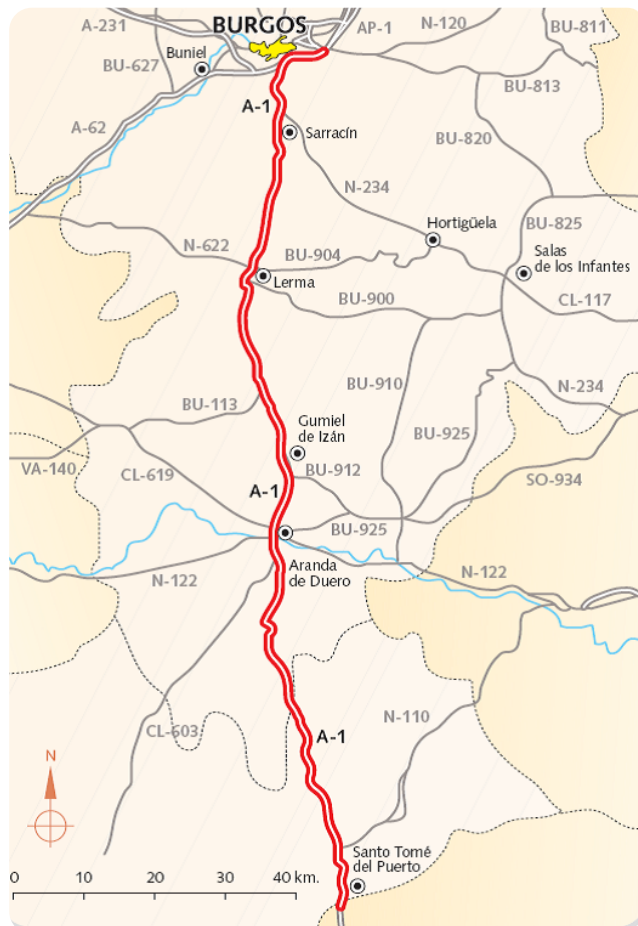 A-231
BURGOS
AP-1
N-120
BU-811
Buniel
BU-627
BU-813
A-1
A-62
Sarracín
BU-820
N-234
Hortigüela
BU-825
N-622
BU-904
Salas
de los Infantes
Lerma
BU-900
CL-117
BU-910
N-234
BU-113
Gumiel
de Izán
BU-925
VA-140
CL-619
BU-912
SO-934
A-1
BU-925
Aranda
de Duero
N-122
N-122
N-110
CL-603
A-1
N
Santo Tomé
del Puerto
0 10 20 30 40 km.